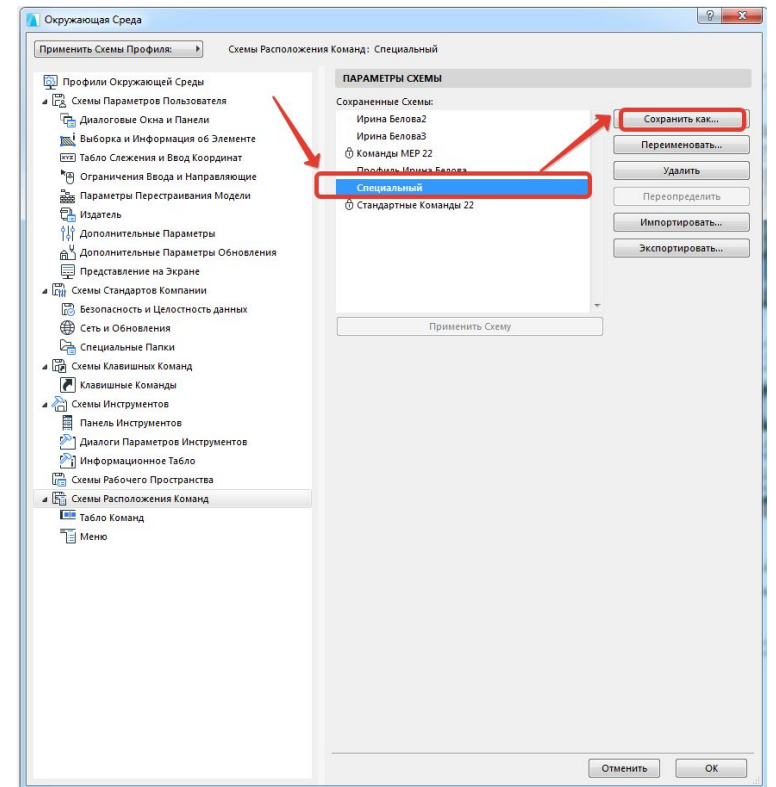 Окружающая Среда
Применить Схемы Профиля:
Схемы Расположения Команд: Специальный
Профили Окружающей Среды
Схемы Параметров Пользователя
Диалоговые Окна и Панели
Выборка и Информация об Элементе
Табло Слежения и Ввод Координат
Ограничения Ввода и Направляющие
Параметры Перестраивания Модели
Издатель
Дополнительные Параметры
Дополнительные Параметры Обновления
Представление на Экране
Схемы Стандартов Компании
Безопасность и Целостность данных
Сеть и Обновления
Специальные Папки
Схемы Клавишных Команд
Клавишные Команды
Схемы Инструментов
Панель Инструментов
Диалоги Параметров Инструментов
Информационное Табло
Схемы Рабочего Пространства
Схемы Расположения Команд
Табло Команд
Меню
ПАРАМЕТРЫ СХЕМЫ
Сохраненные Схемы:
Ирина Белова2
Ирина Белова3
Команды MEP 22
Профиль Ирина Белова
Специальный
Стандартные Команды 22
Применить Схему
Сохранить как...
Переименовать...
Удалить
Переопределить
Импортировать...
Экспортировать...
Отменить
ОК